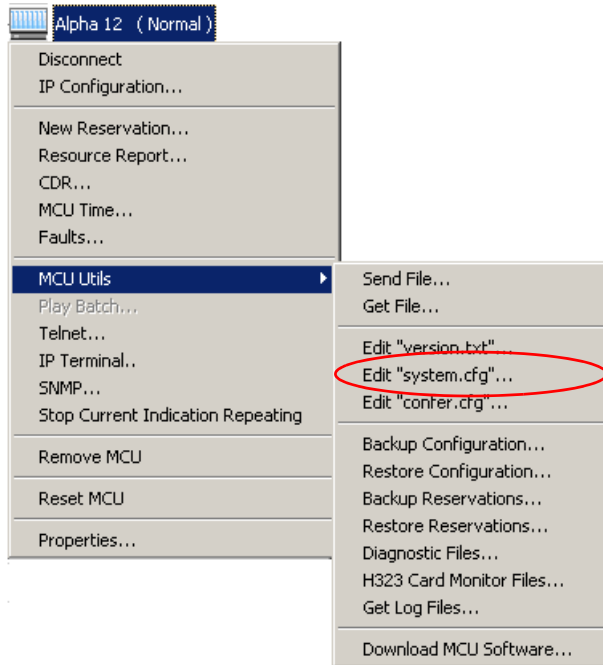 Alpha 12 ( Normal )
Disconnect
IP Configuration...
New Reservation...
Resource Report...
CDR...
MCU Time...
Faults...
MCU Utils
Play Batch...
Telnet...
IP Terminal..
SNMP...
Stop Current Indication Repeating
Remove MCU
Reset MCU
Properties...
Send File...
Get File...
Edit "version.txt"...
Edit "system.cfg"...
Edit "confer.cfg"...
Backup Configuration...
Restore Configuration...
Backup Reservations...
Restore Reservations...
Diagnostic Files...
H323 Card Monitor Files...
Get Log Files...
Download MCU Software...